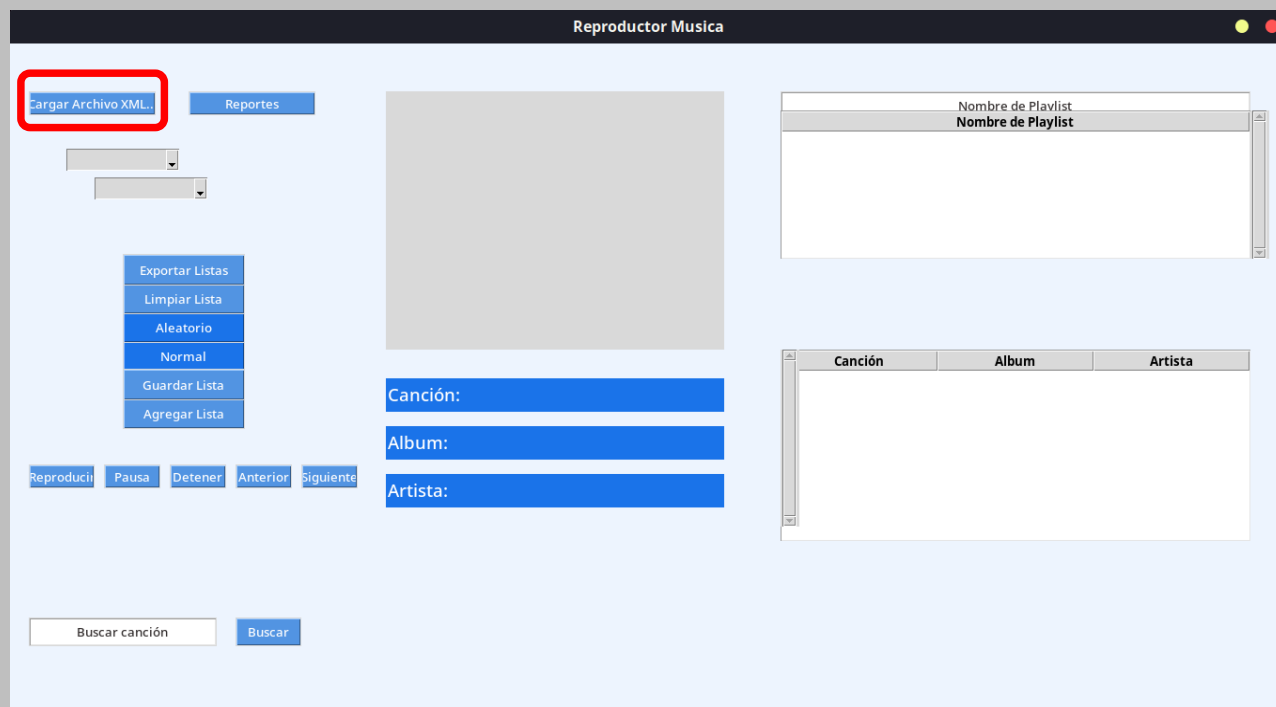 Reproductor Musica
Cargar Archivo XML..
Reportes
Nombre de Playlist
Nombre de Playlist
Exportar Listas
Limpiar Lista
Aleatorio
Normal
Guardar Lista
Agregar Lista
Reproducir
Pausa
Detener
Anterior
Siguiente
Canción:
Album:
Artista:
Canción
Album
Artista
Buscar canción
Buscar